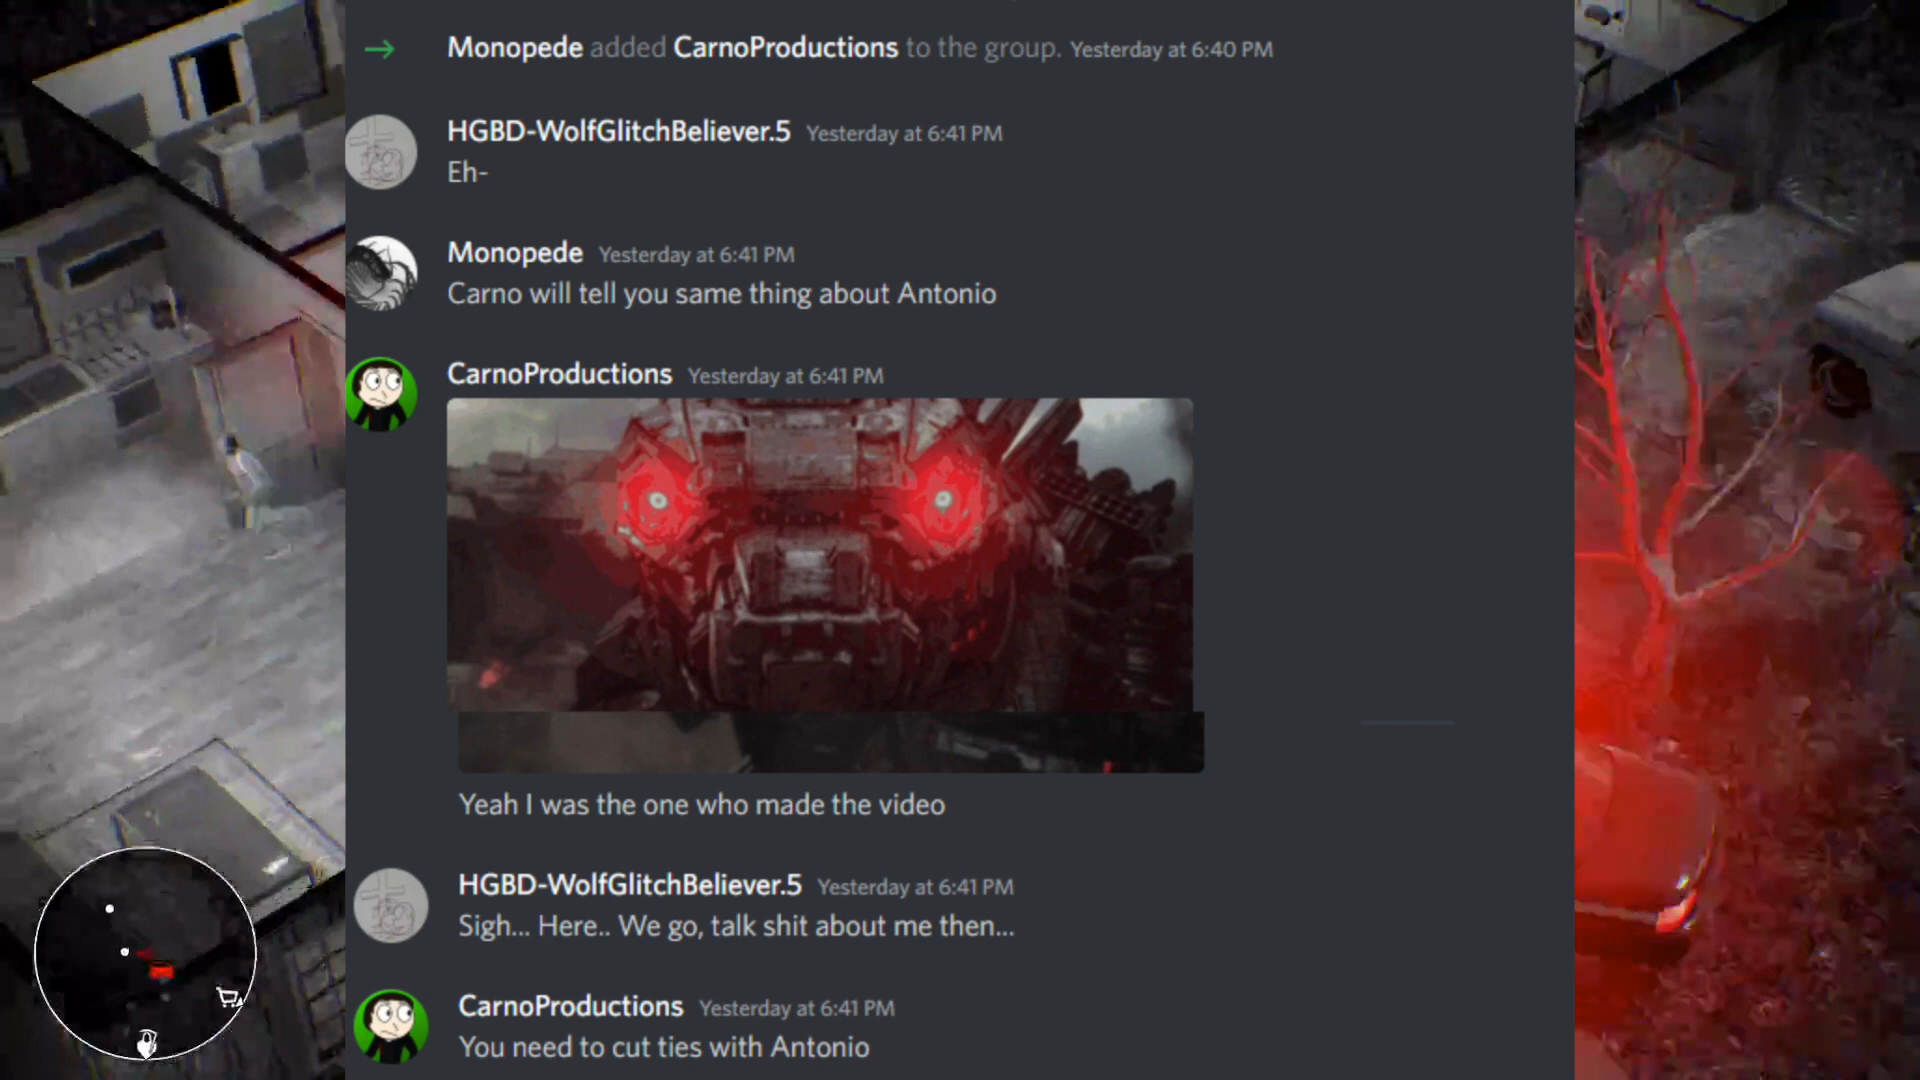 Monopede added CarnoProductions to the group. Yesterday at 6:40 PM
HGBD-WolfGlitchBeliever.5 Yesterday at 6:41 PM
Eh-
Monopede Yesterday at 6:41 PM
Carno will tell you same thing about Antonio
CarnoProductions Yesterday at 6:41 PM
Yeah I was the one who made the video
HGBD-WolfGlitchBeliever.5 Yesterday at 6:41 PM
Sigh... Here.. We go, talk shit about me then...
CarnoProductions Yesterday at 6:41 PM
You need to cut ties with Antonio